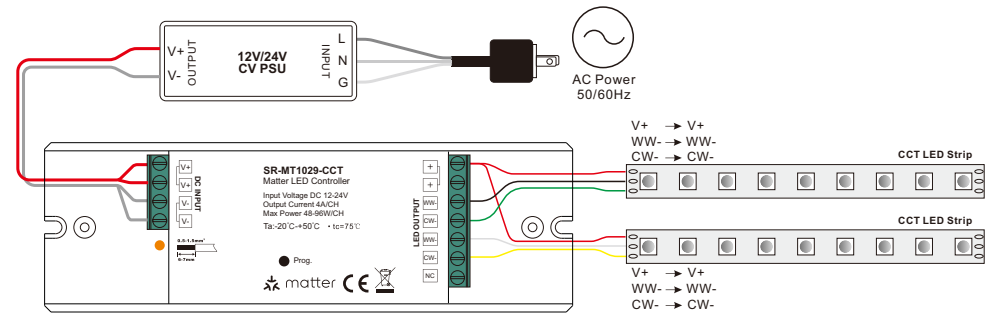 V+
V-
OUTPUT
12V/24V
CV PSU
INPUT
L
N
G
AC Power
50/60Hz
V+ → V+
WW- → WW-
CW- → CW-
CCT LED Strip
V+
V+
V-
V-
DC INPUT
0.5-1.5mm²
6-7mm
SR-MT1029-CCT
Matter LED Controller
Input Voltage DC 12-24V
Output Current 4A/CH
Max Power 48-96W/CH
Ta:-20°C-+50°C • tc=75℃
Prog.
matter CE
LED OUTPUT
+
+
WW-
CW-
WW-
CW-
NC
CCT LED Strip
V+ → V+
WW- → WW-
CW- → CW-